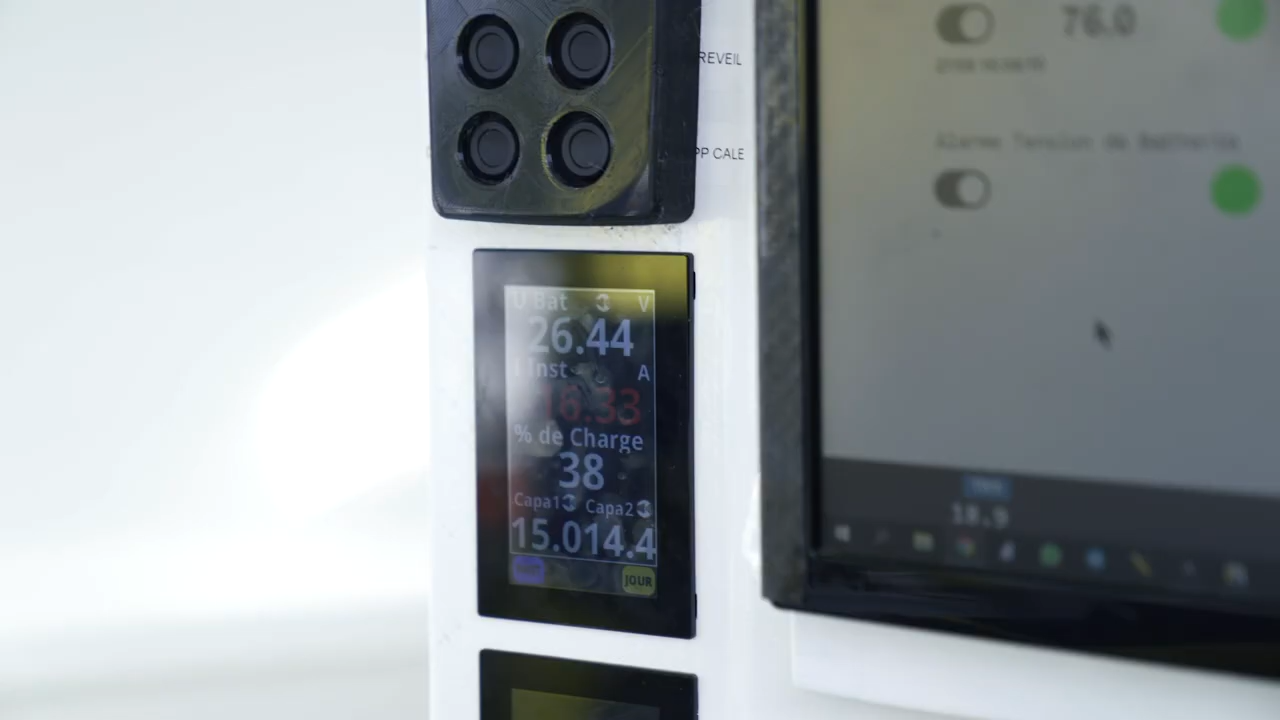 REVEIL
PP CALE
U Bat V
26.44
I Inst A
16.33
% de Charge
38
Capa1 Capa2
15.014.4
JOUR
76.0
Alarme Tension de Batterie
18.9